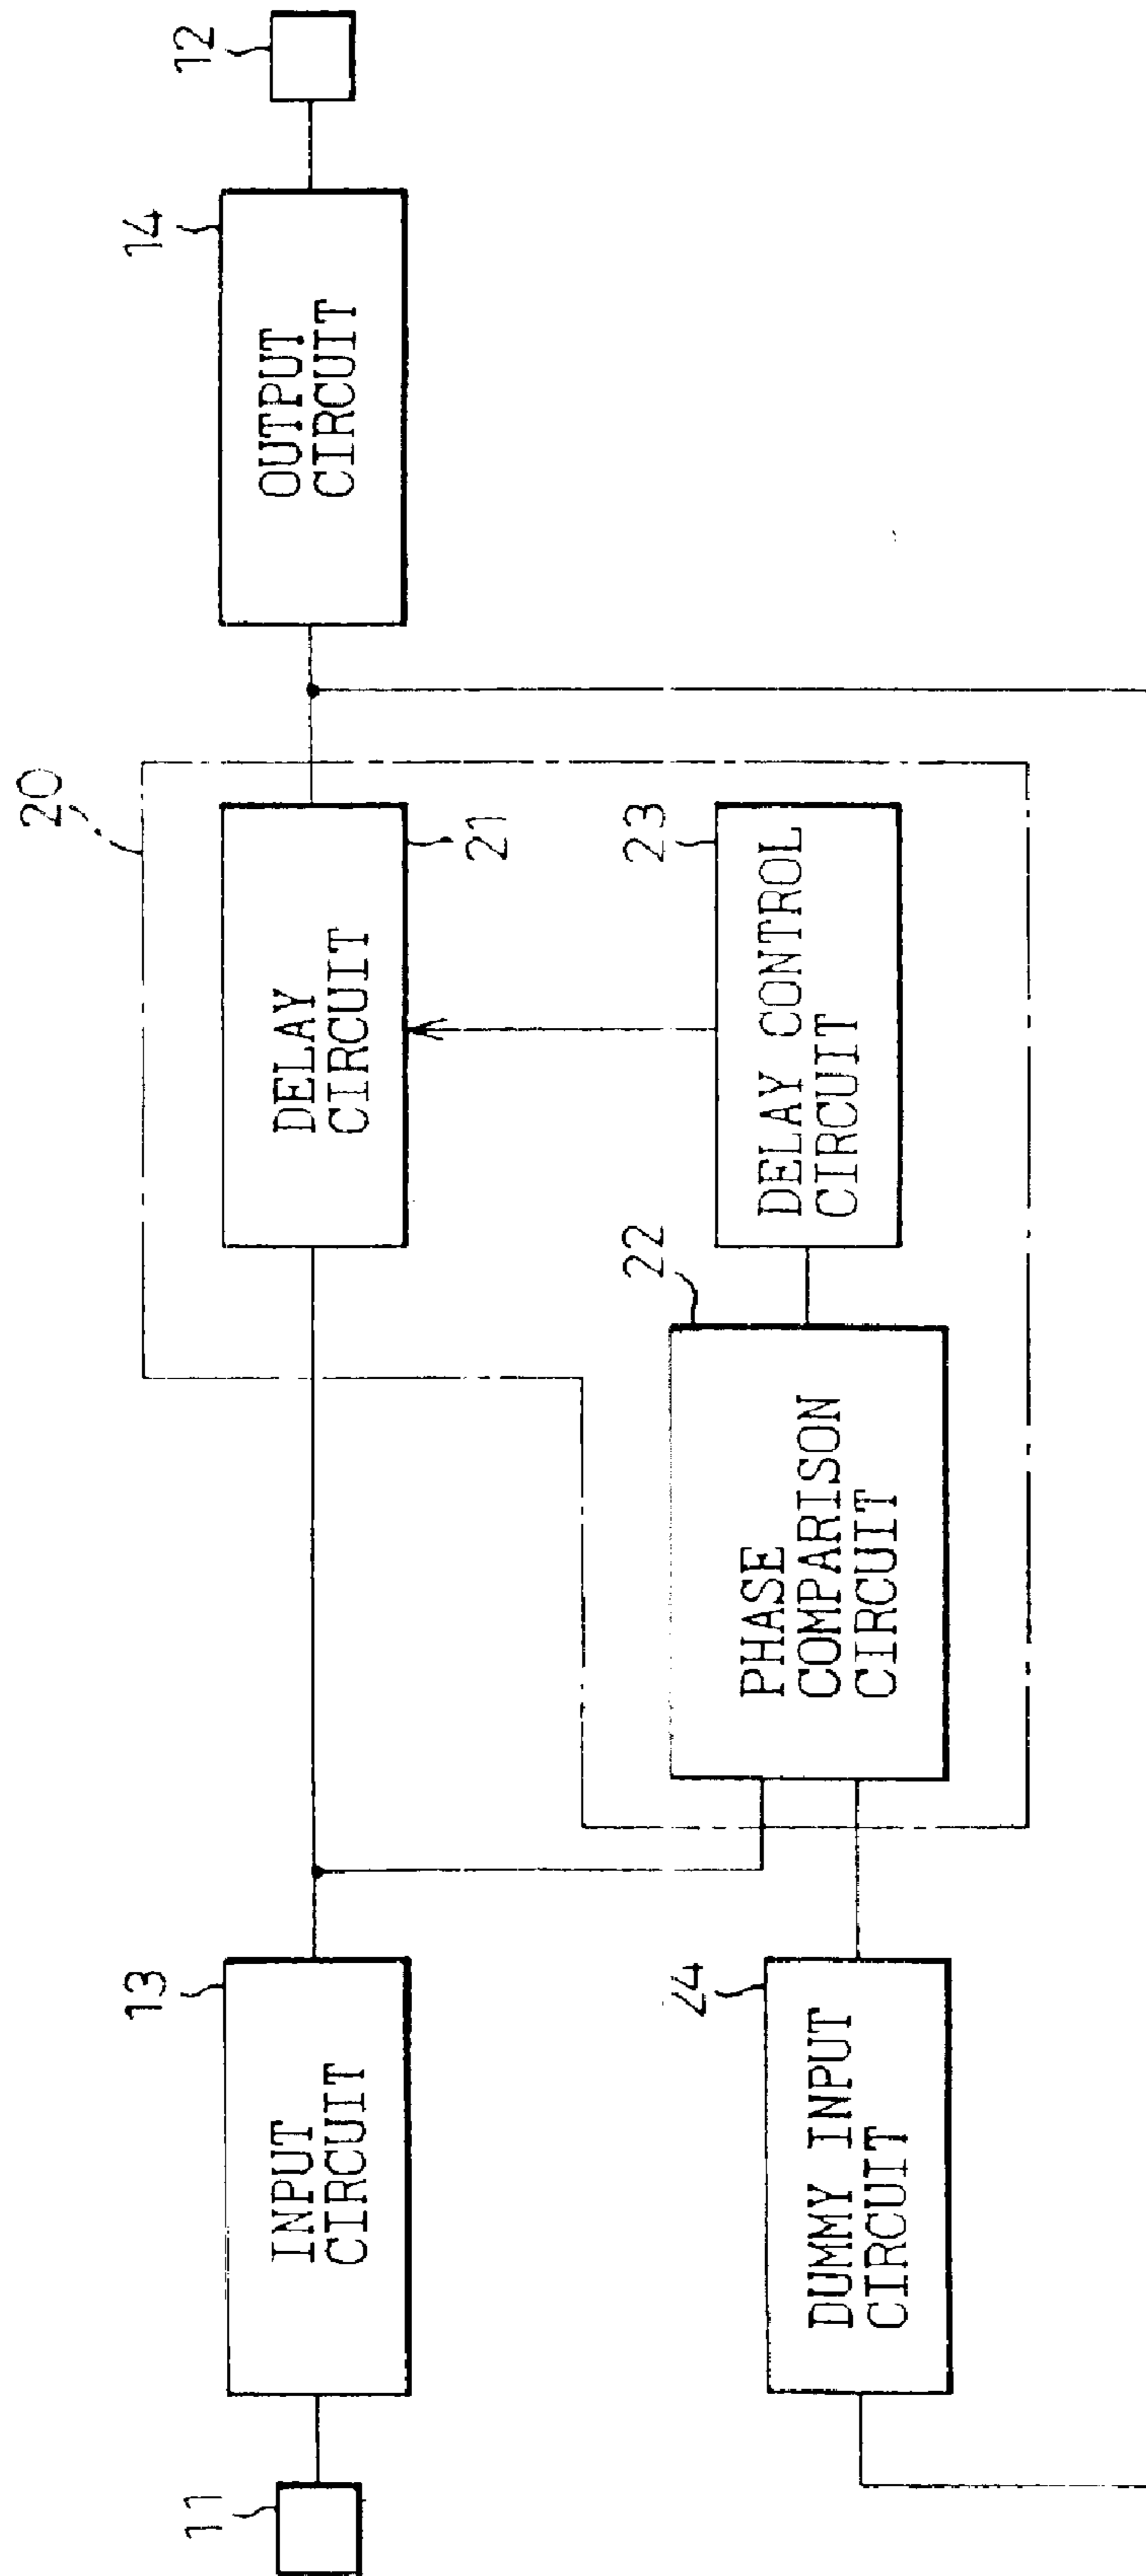 20
11
13
INPUT
CIRCUIT
21
DELAY
CIRCUIT
14
OUTPUT
CIRCUIT
12
24
DUMMY INPUT
CIRCUIT
22
PHASE
COMPARISON
CIRCUIT
23
DELAY CONTROL
CIRCUIT